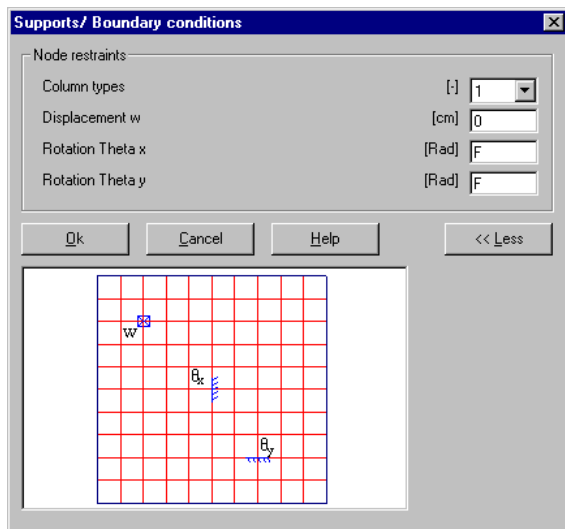 Supports/ Boundary conditions
Node restraints
Column types [-] 1
Displacement w [cm] 0
Rotation Theta x [Rad] F
Rotation Theta y [Rad] F
Ok Cancel Help << Less
w
θx
θy